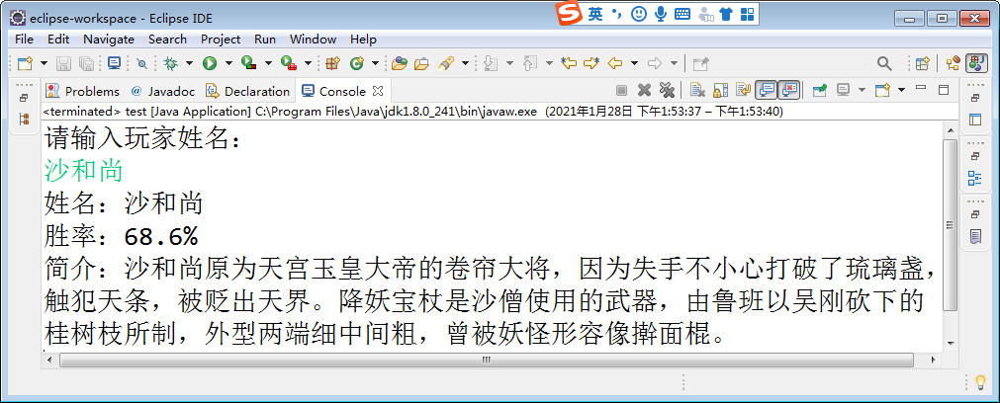 eclipse-workspace - Eclipse IDE
英
File Edit Navigate Search Project Run Window Help
Problems @ Javadoc Declaration Console
<terminated> test [Java Application] C:\Program Files\Java\jdk1.8.0_241\bin\javaw.exe (2021年1月28日 下午1:53:37 – 下午1:53:40)
请输入玩家姓名：
沙和尚
姓名：沙和尚
胜率：68.6%
简介：沙和尚原为天宫玉皇大帝的卷帘大将，因为失手不小心打破了琉璃盏，
触犯天条，被贬出天界。降妖宝杖是沙僧使用的武器，由鲁班以吴刚砍下的
桂树枝所制，外型两端细中间粗，曾被妖怪形容像擀面棍。